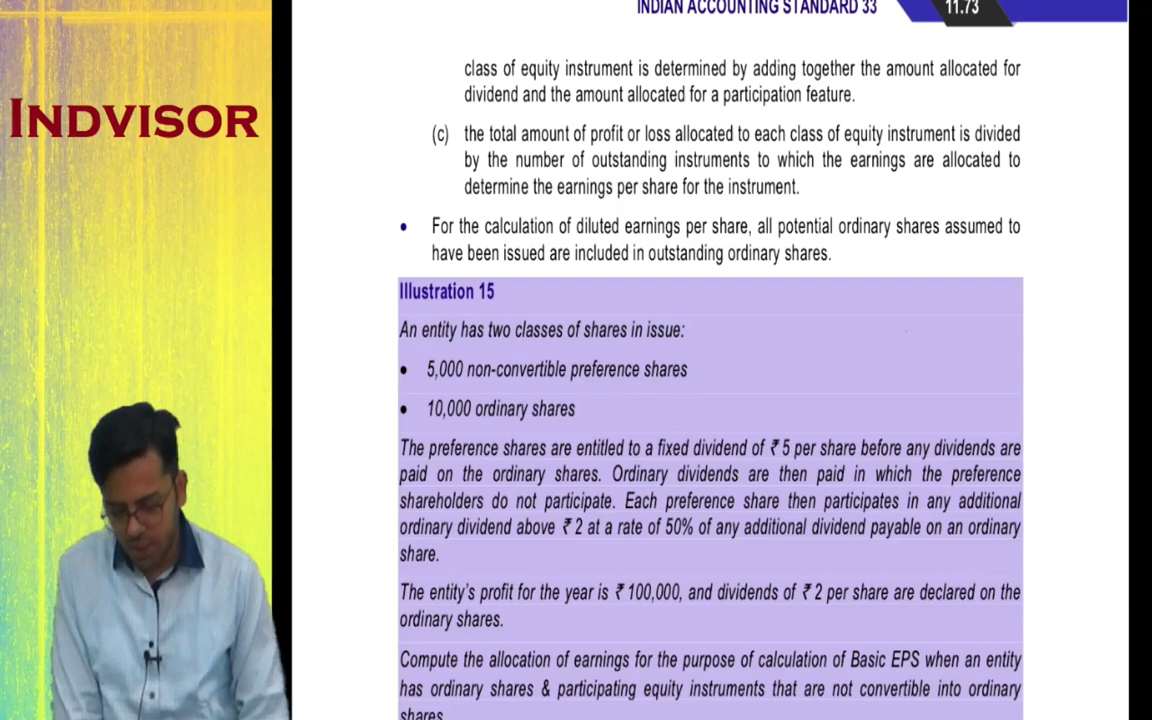 INDIAN ACCOUNTING STANDARD 33
11.73
INDVISOR
class of equity instrument is determined by adding together the amount allocated for
dividend and the amount allocated for a participation feature.
(c) the total amount of profit or loss allocated to each class of equity instrument is divided
by the number of outstanding instruments to which the earnings are allocated to
determine the earnings per share for the instrument.
• For the calculation of diluted earnings per share, all potential ordinary shares assumed to
have been issued are included in outstanding ordinary shares.
Illustration 15
An entity has two classes of shares in issue:
• 5,000 non-convertible preference shares
• 10,000 ordinary shares
The preference shares are entitled to a fixed dividend of ₹ 5 per share before any dividends are
paid on the ordinary shares. Ordinary dividends are then paid in which the preference
shareholders do not participate. Each preference share then participates in any additional
ordinary dividend above ₹ 2 at a rate of 50% of any additional dividend payable on an ordinary
share.
The entity's profit for the year is ₹ 100,000, and dividends of ₹ 2 per share are declared on the
ordinary shares.
Compute the allocation of earnings for the purpose of calculation of Basic EPS when an entity
has ordinary shares & participating equity instruments that are not convertible into ordinary
shares.